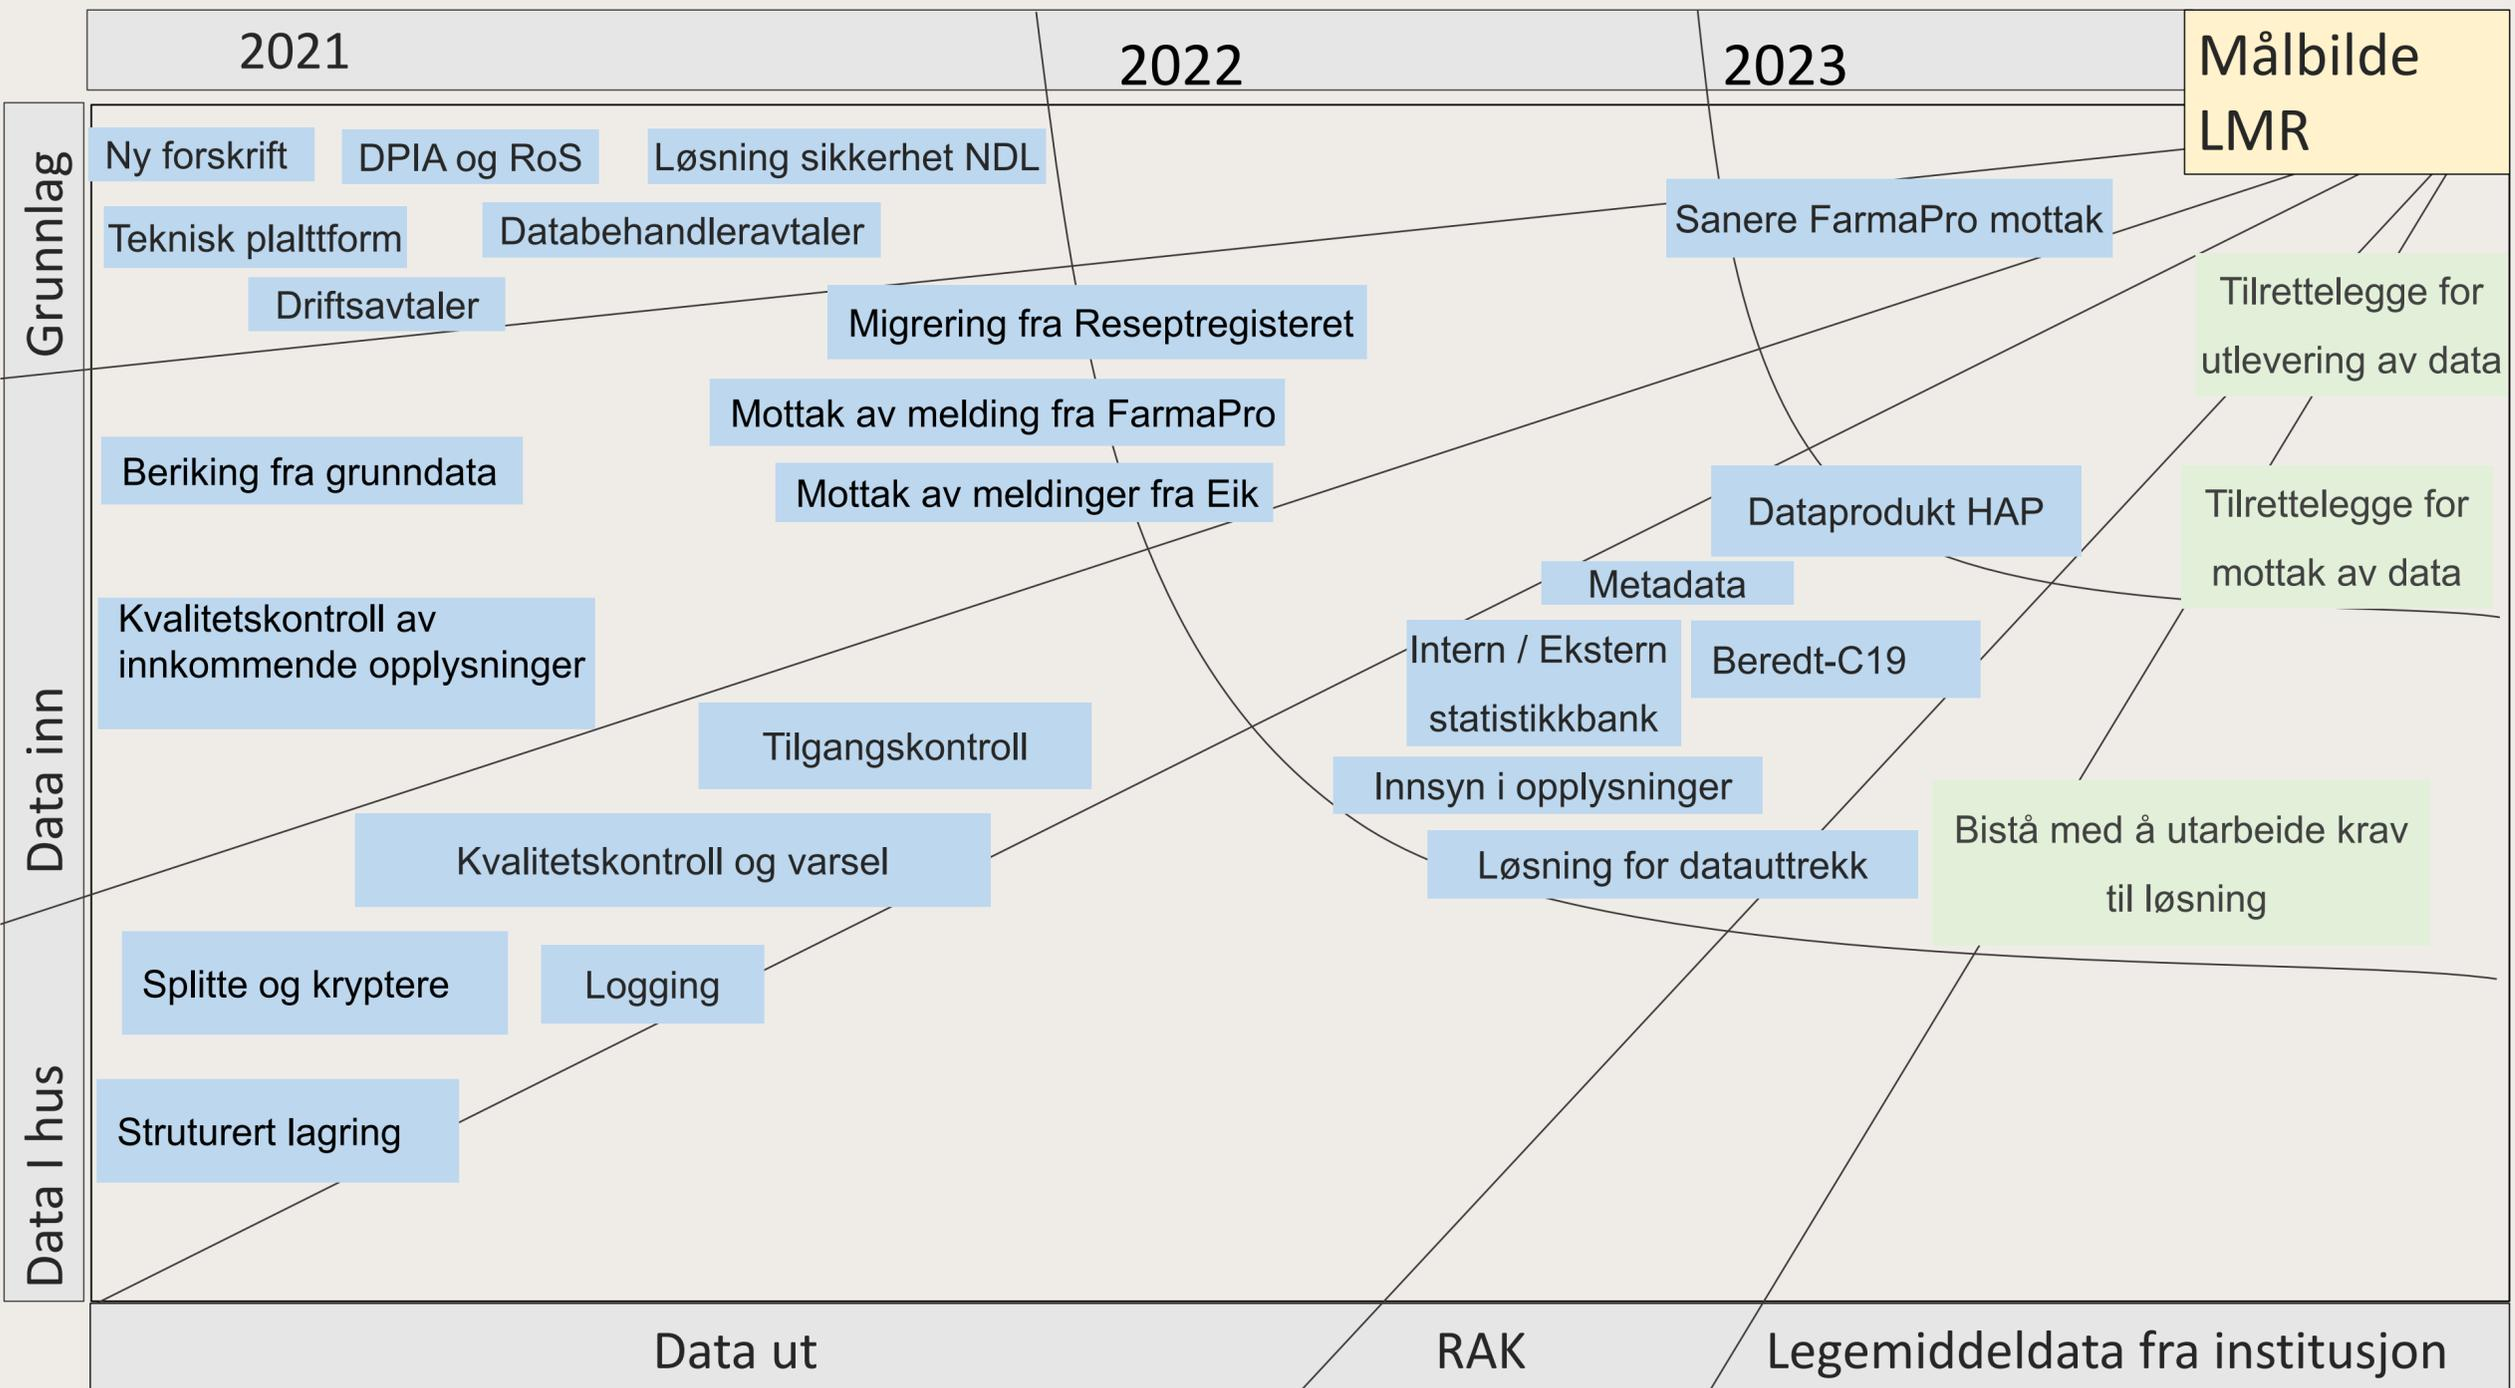 2021
2022
2023
Målbilde
LMR
Grunnlag
Ny forskrift
DPIA og RoS
Løsning sikkerhet NDL
Teknisk plalttform
Databehandleravtaler
Driftsavtaler
Sanere FarmaPro mottak
Migrering fra Reseptregisteret
Tilrettelegge for
utlevering av data
Data inn
Mottak av melding fra FarmaPro
Beriking fra grunndata
Mottak av meldinger fra Eik
Dataprodukt HAP
Tilrettelegge for
mottak av data
Metadata
Kvalitetskontroll av
innkommende opplysninger
Intern / Ekstern
statistikkbank
Beredt-C19
Tilgangskontroll
Innsyn i opplysninger
Kvalitetskontroll og varsel
Løsning for datauttrekk
Bistå med å utarbeide krav
til løsning
Data I hus
Splitte og kryptere
Logging
Struturert lagring
Data ut
RAK
Legemiddeldata fra institusjon